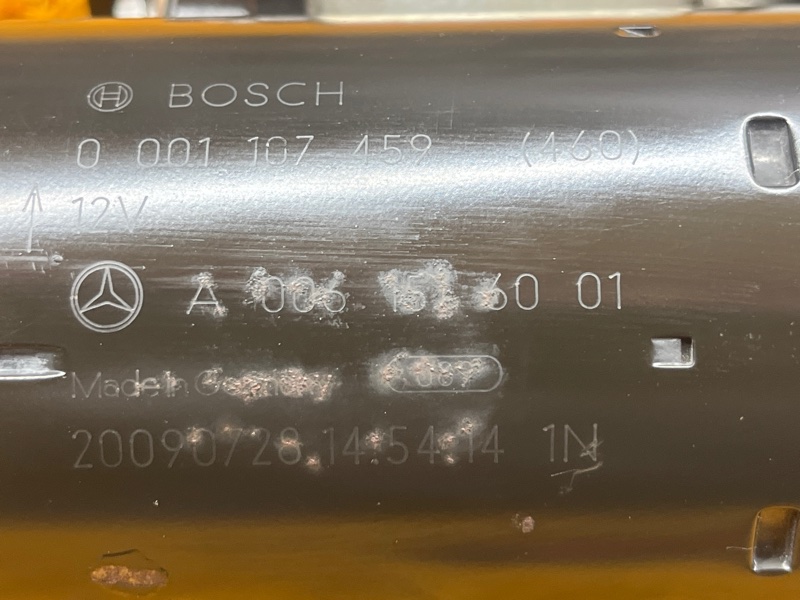 BOSCH
0 001 107 459 (460)
12V
A 006 151 60 01
Made in Germany
20090728 14:54:14 1N